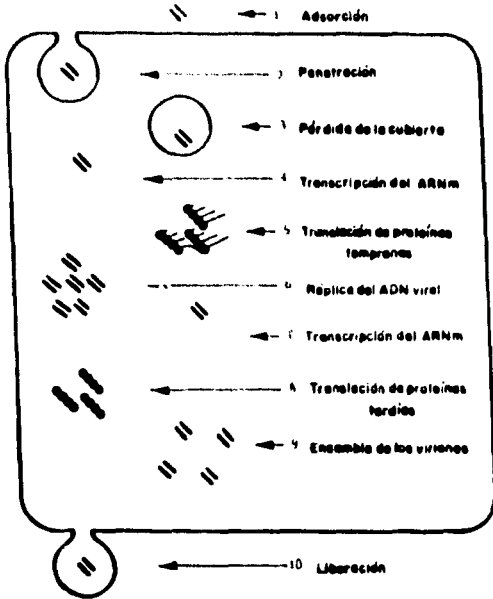 1 Adsorción
2 Penetración
3 Pérdida de la cubierta
4 Transcripción del ARNm
5 Translación de proteínas
tempranas
6 Réplica del ADN viral
7 Transcripción del ARNm
8 Translación de proteínas
tardías
9 Ensamble de los viriones
10 Liberación